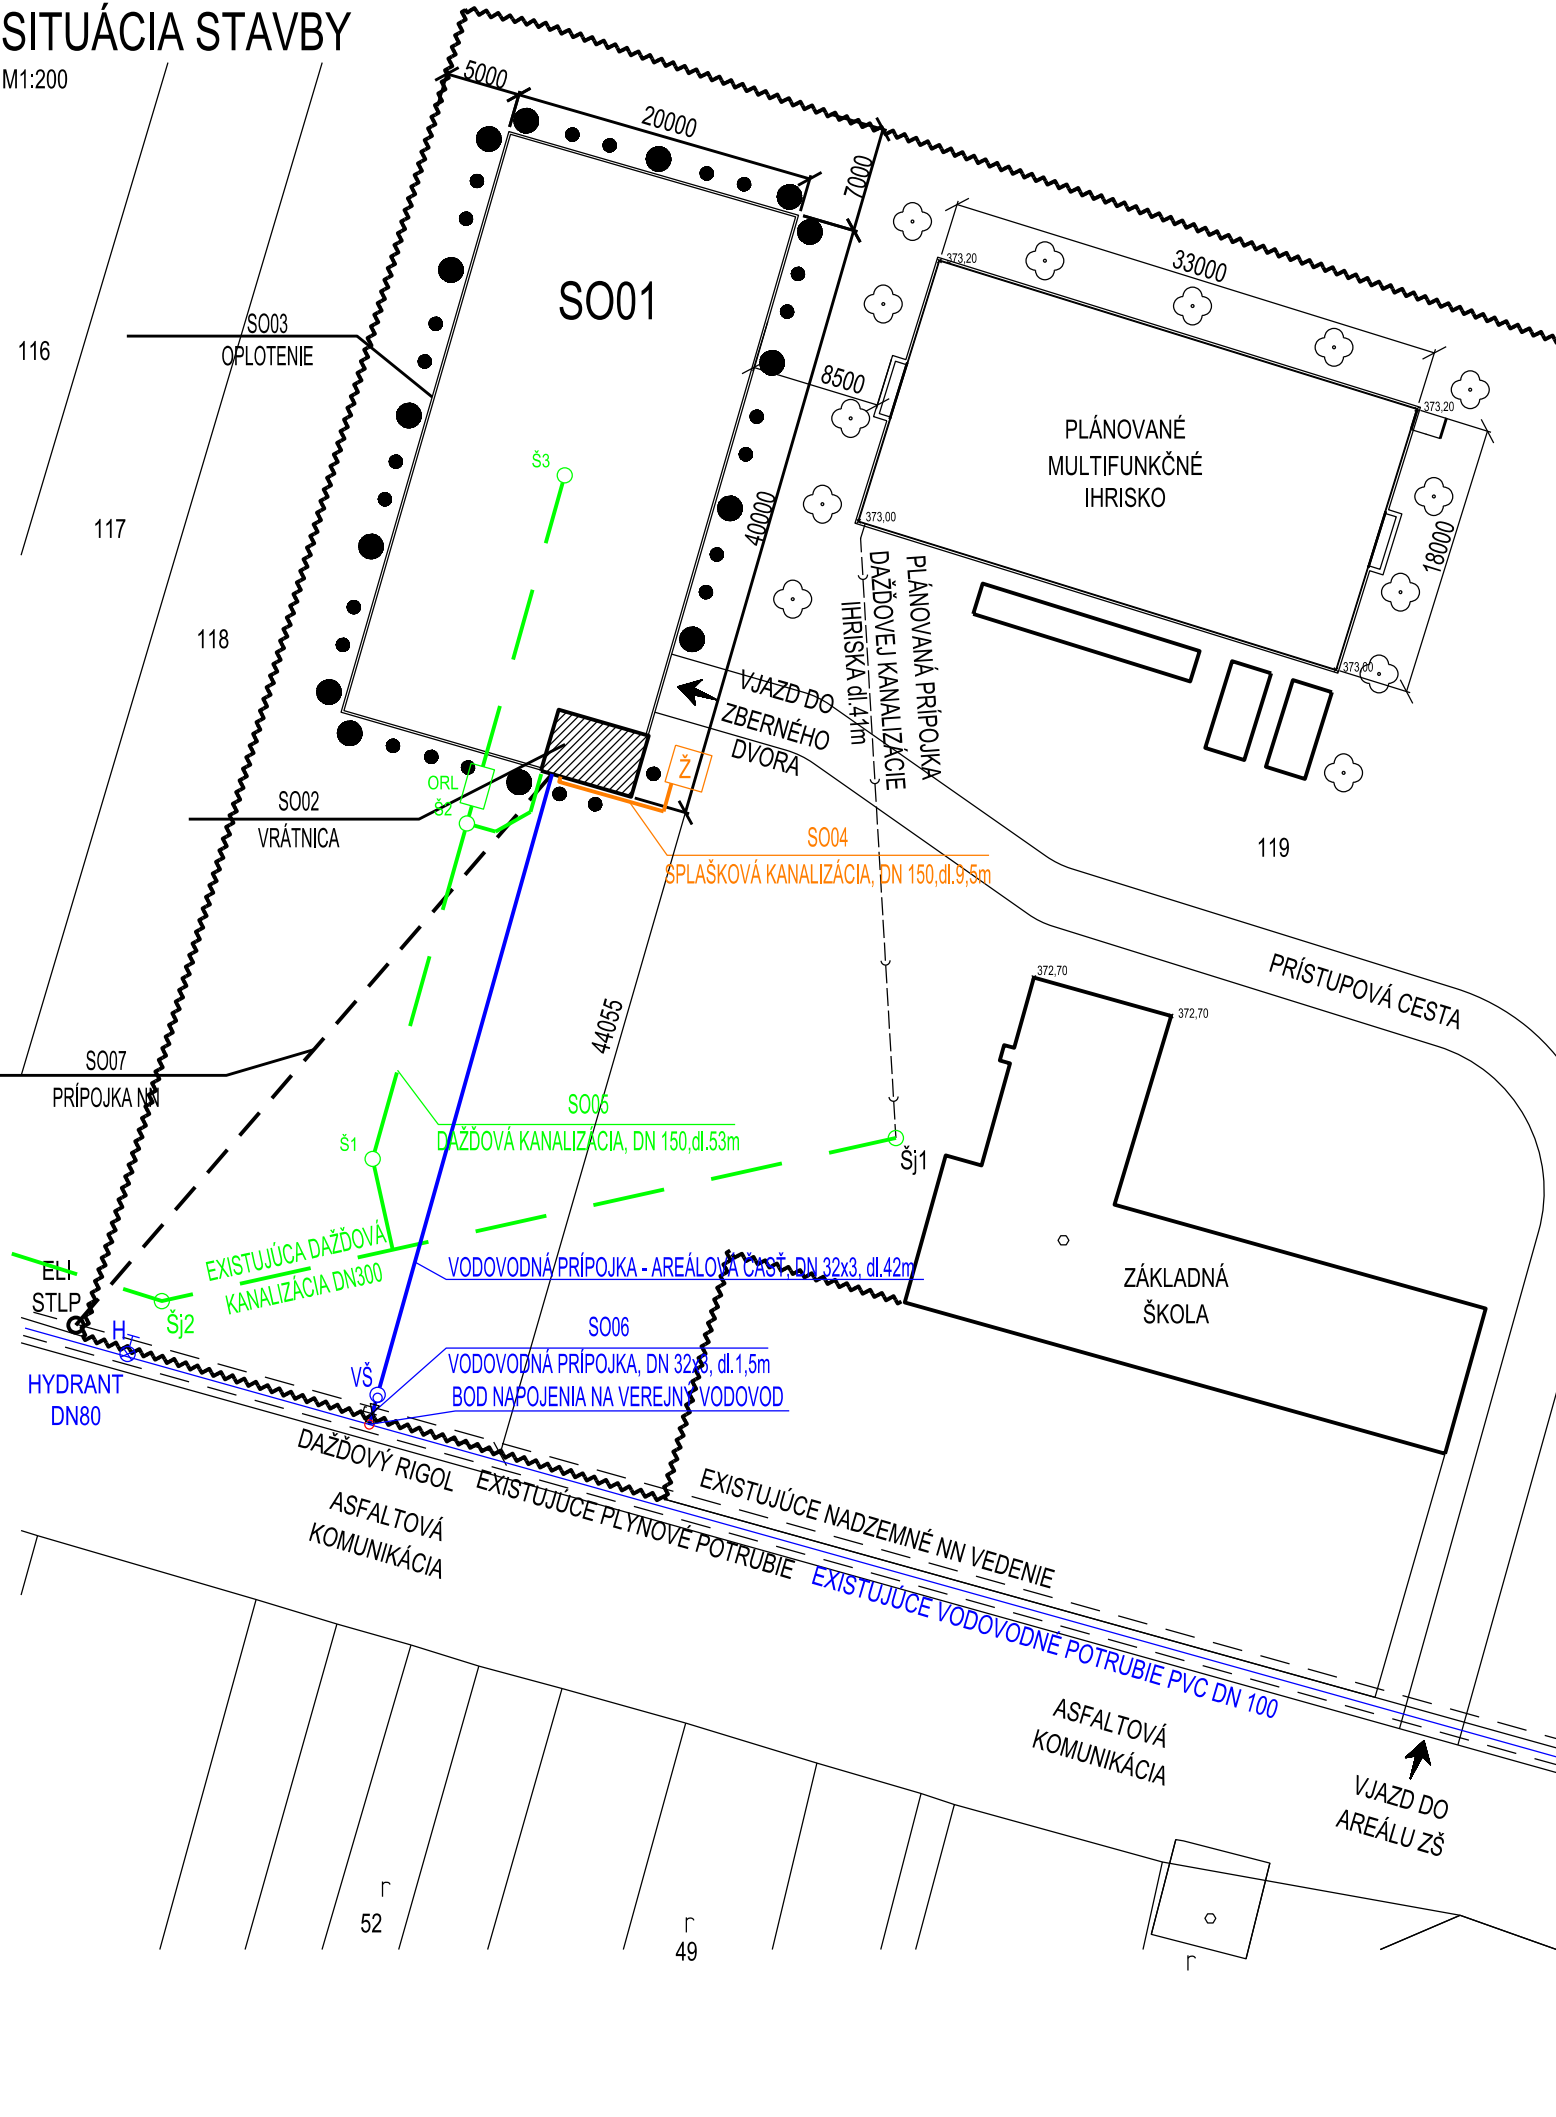 SITUÁCIA STAVBY
M1:200
5000
20000
7000
33000
373,20
373,20
SO01
SO03
OPLOTENIE
116
117
118
8500
PLÁNOVANÉ
MULTIFUNKČNÉ
IHRISKO
Š3
40000
373,00
18000
373,00
PLÁNOVANÁ PRÍPOJKA
DAŽĎOVEJ KANALIZÁCIE
IHRISKA dl.41m
VJAZD DO
ZBERNÉHO
DVORA
ORL
Š2
Ž
SO02
VRÁTNICA
SO04
SPLAŠKOVÁ KANALIZÁCIA, DN 150,dl.9,5m
119
PRÍSTUPOVÁ CESTA
372,70
372,70
44055
SO07
PRÍPOJKA NN
SO05
DAŽĎOVÁ KANALIZÁCIA, DN 150,dl.53m
Š1
Šj1
EXISTUJÚCA DAŽĎOVÁ
KANALIZÁCIA DN300
VODOVODNÁ PRÍPOJKA - AREÁLOVÁ ČASŤ, DN 32x3, dl.42m
ELI
STLP
Šj2
H
HYDRANT
DN80
VŠ
SO06
VODOVODNÁ PRÍPOJKA, DN 32x3, dl.1,5m
BOD NAPOJENIA NA VEREJNÝ VODOVOD
ZÁKLADNÁ
ŠKOLA
DAŽĎOVÝ RIGOL
EXISTUJÚCE PLYNOVÉ POTRUBIE
EXISTUJÚCE NADZEMNÉ NN VEDENIE
EXISTUJÚCE VODOVODNÉ POTRUBIE PVC DN 100
ASFALTOVÁ
KOMUNIKÁCIA
ASFALTOVÁ
KOMUNIKÁCIA
VJAZD DO
AREÁLU ZŠ
52
49